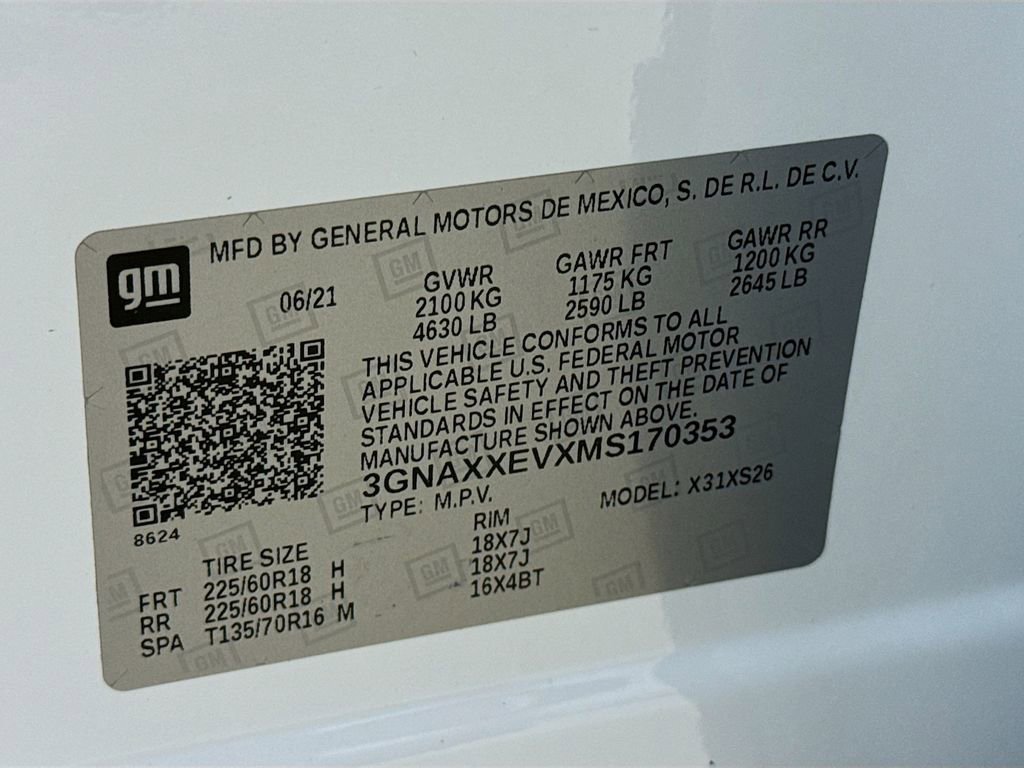 gm
MFD BY GENERAL MOTORS DE MEXICO, S. DE R.L. DE C.V.
06/21
GVWR
2100 KG
4630 LB
GAWR FRT
1175 KG
2590 LB
GAWR RR
1200 KG
2645 LB
THIS VEHICLE CONFORMS TO ALL
APPLICABLE U.S. FEDERAL MOTOR
VEHICLE SAFETY AND THEFT PREVENTION
STANDARDS IN EFFECT ON THE DATE OF
MANUFACTURE SHOWN ABOVE.
3GNAXXEVXMS170353
TYPE: M.P.V.
MODEL: X31XS26
8624
TIRE SIZE RIM
FRT 225/60R18 H 18X7J
RR 225/60R18 H 18X7J
SPA T135/70R16 M 16X4BT